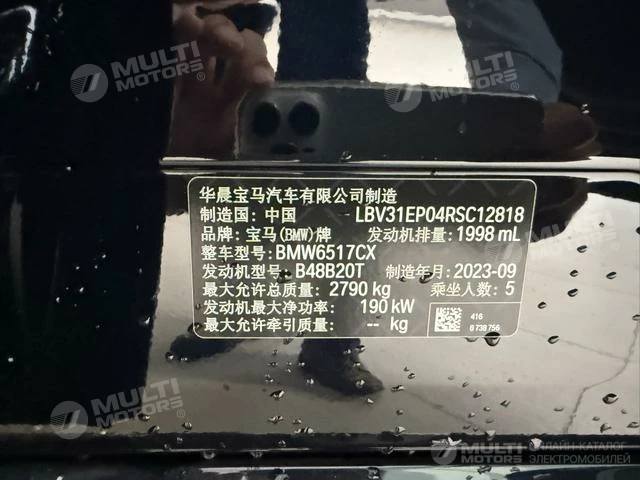 MULTI
MOTORS®
MULTI
MOTORS®
华晨宝马汽车有限公司制造
制造国：中国 LBV31EP04RSC12818
品牌：宝马(BMW)牌 发动机排量：1998 mL
整车型号：BMW6517CX
发动机型号：B48B20T 制造年月：2023-09
最大允许总质量：2790 kg 乘坐人数：5
发动机最大净功率：190 kW
最大允许牵引质量： -- kg
416
6 738 756
MULTI
MOTORS®
MULTI
MOTORS
ОНЛАЙН-КАТАЛОГ
ЭЛЕКТРОМОБИЛЕЙ